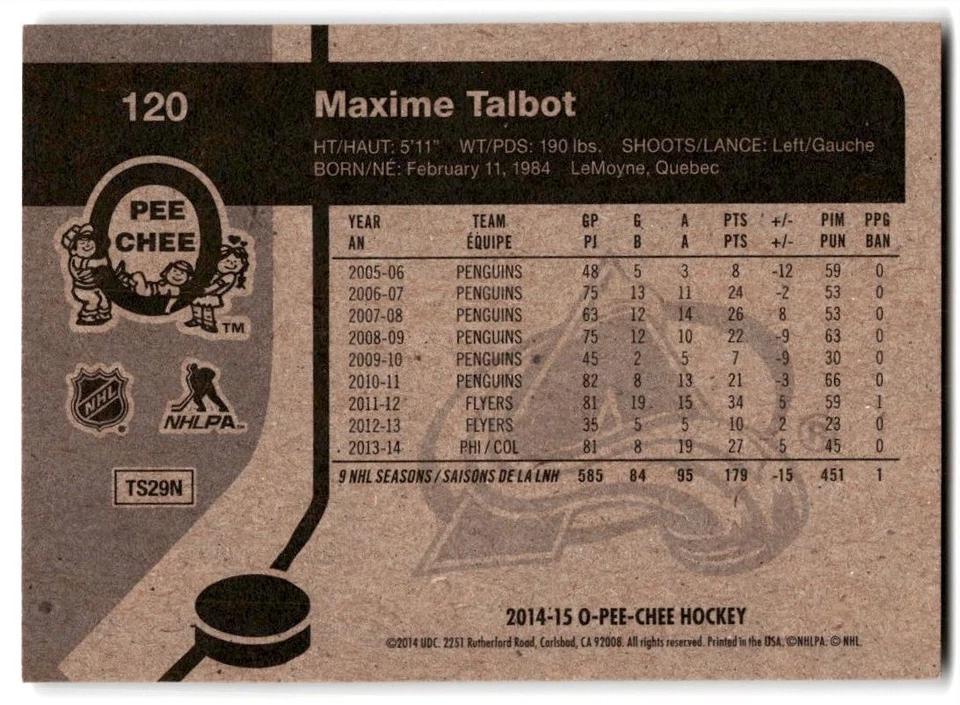 120
Maxime Talbot
HT/HAUT: 5'11" WT/PDS: 190 lbs. SHOOTS/LANCE: Left/Gauche
BORN/NÉ: February 11, 1984 LeMoyne, Quebec
PEE
CHEE
TM
NHL
®
NHLPA™
TS29N
YEAR TEAM GP G A PTS +/- PIM PPG
AN ÉQUIPE PJ B A PTS +/- PUN BAN
2005-06 PENGUINS 48 5 3 8 -12 59 0
2006-07 PENGUINS 75 13 11 24 -2 53 0
2007-08 PENGUINS 63 12 14 26 8 53 0
2008-09 PENGUINS 75 12 10 22 -9 63 0
2009-10 PENGUINS 45 2 5 7 -9 30 0
2010-11 PENGUINS 82 8 13 21 -3 66 0
2011-12 FLYERS 81 19 15 34 5 59 1
2012-13 FLYERS 35 5 5 10 2 23 0
2013-14 PHI / COL 81 8 19 27 5 45 0
9 NHL SEASONS / SAISONS DE LA LNH 585 84 95 179 -15 451 1
®
2014-15 O-PEE-CHEE HOCKEY
©2014 UDC. 2251 Rutherford Road, Carlsbad, CA 92008. All rights reserved. Printed in the USA. ©NHLPA. © NHL.